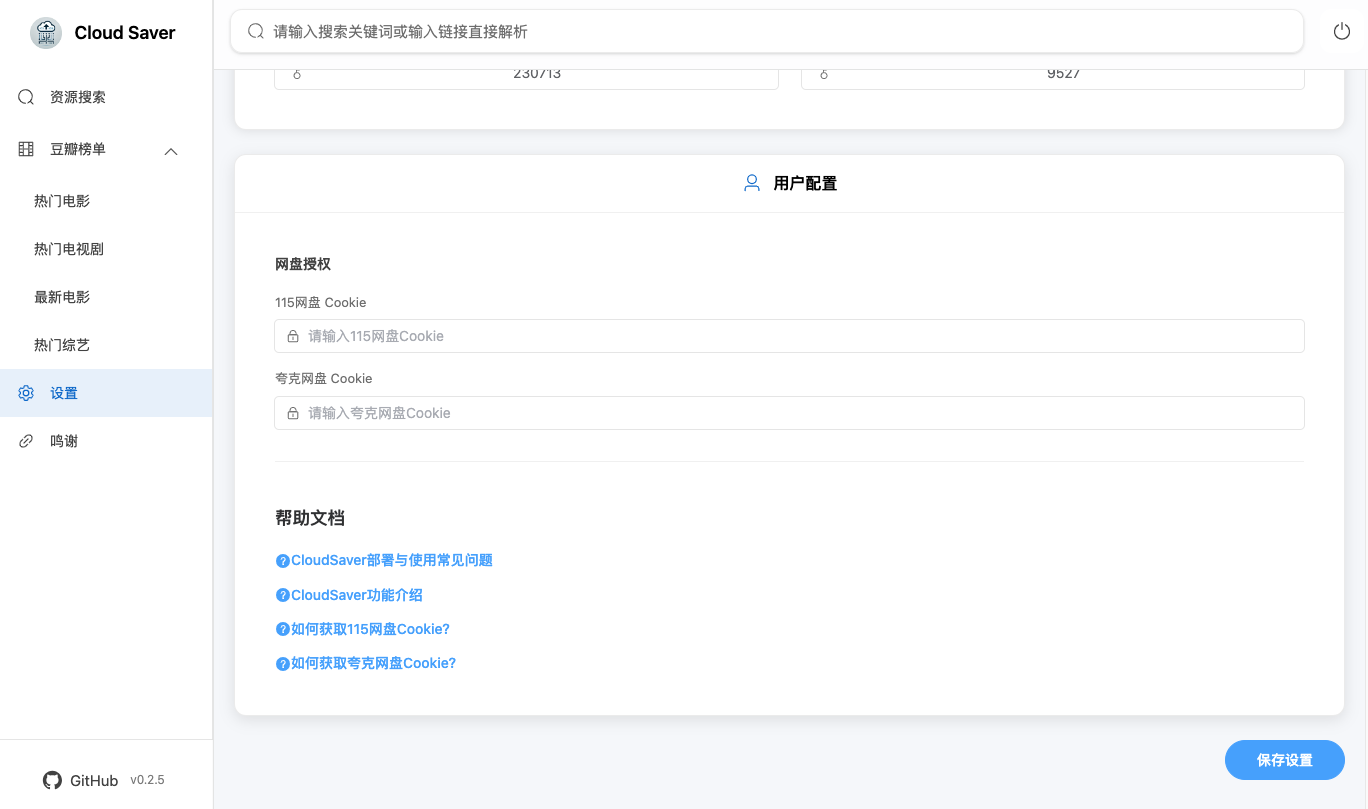 Cloud Saver
请输入搜索关键词或输入链接直接解析
资源搜索
豆瓣榜单
热门电影
热门电视剧
最新电影
热门综艺
设置
鸣谢
GitHub v0.2.5
230713
9527
用户配置
网盘授权
115网盘 Cookie
请输入115网盘Cookie
夸克网盘 Cookie
请输入夸克网盘Cookie
帮助文档
?CloudSaver部署与使用常见问题
?CloudSaver功能介绍
?如何获取115网盘Cookie?
?如何获取夸克网盘Cookie?
保存设置